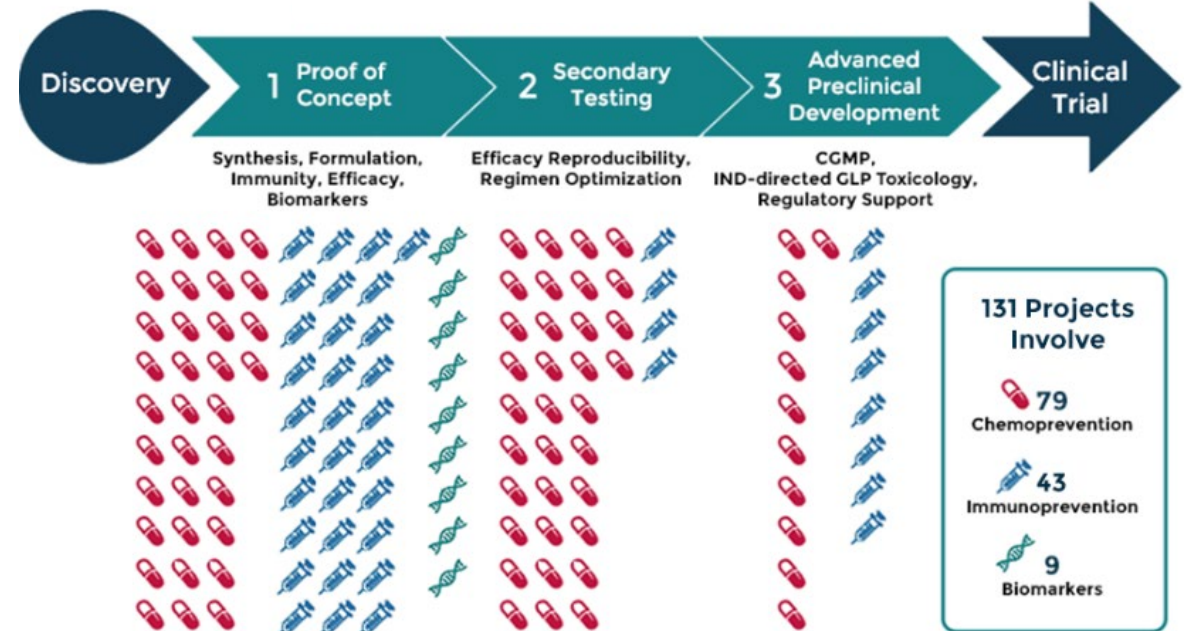 Discovery
1 Proof of
Concept
2 Secondary
Testing
3 Advanced
Preclinical
Development
Clinical
Trial
Synthesis, Formulation,
Immunity, Efficacy,
Biomarkers
Efficacy Reproducibility,
Regimen Optimization
CGMP,
IND-directed GLP Toxicology,
Regulatory Support
131 Projects
Involve
79
Chemoprevention
43
Immunoprevention
9
Biomarkers